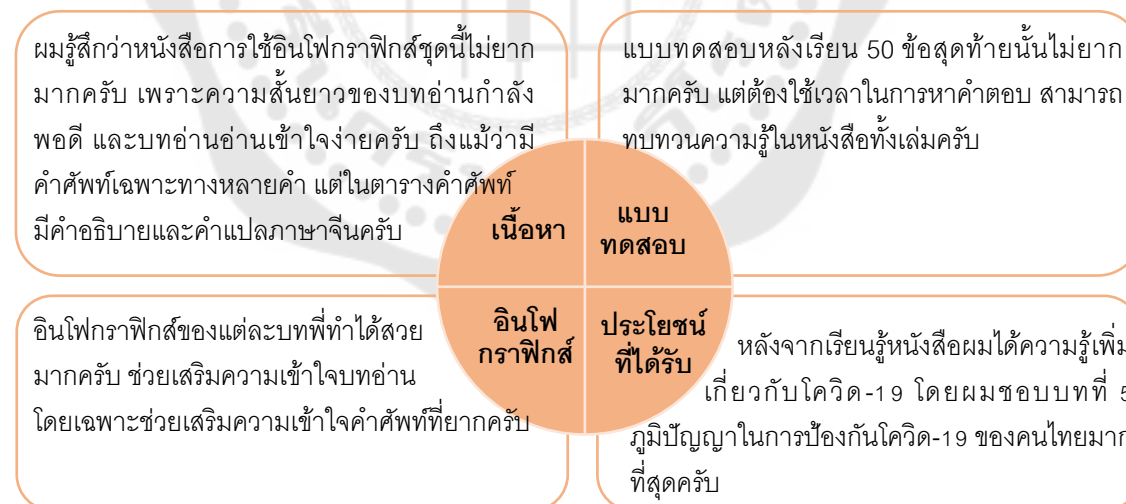 ผมรู้สึกว่าหนังสือการใช้อินโฟกราฟิกส์ชุดนี้ไม่ยาก
มากครับ เพราะความสั้นยาวของบทอ่านกำลัง
พอดี และบทอ่านอ่านเข้าใจง่ายครับ ถึงแม้ว่ามี
คำศัพท์เฉพาะทางหลายคำ แต่ในตารางคำศัพท์
มีคำอธิบายและคำแปลภาษาจีนครับ
แบบทดสอบหลังเรียน 50 ข้อสุดท้ายนั้นไม่ยาก
มากครับ แต่ต้องใช้เวลาในการหาคำตอบ สามารถ
ทบทวนความรู้ในหนังสือทั้งเล่มครับ
เนื้อหา
แบบ
ทดสอบ
อินโฟ
กราฟิกส์
ประโยชน์
ที่ได้รับ
อินโฟกราฟิกส์ของแต่ละบทพี่ทำได้สวย
มากครับ ช่วยเสริมความเข้าใจบทอ่าน
โดยเฉพาะช่วยเสริมความเข้าใจคำศัพท์ที่ยากครับ
หลังจากเรียนรู้หนังสือผมได้ความรู้เพิ่ม
เกี่ยวกับโควิด-19 โดยผมชอบบทที่ 5
ภูมิปัญญาในการป้องกันโควิด-19 ของคนไทยมาก
ที่สุดครับ